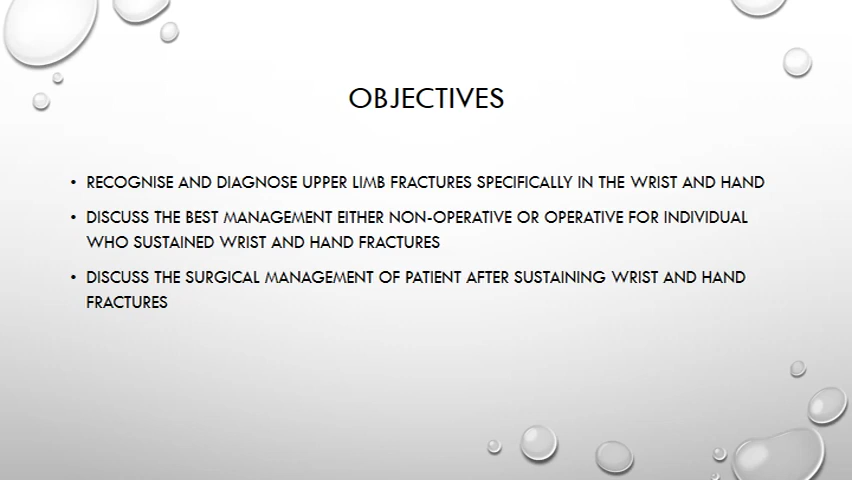 OBJECTIVES
• RECOGNISE AND DIAGNOSE UPPER LIMB FRACTURES SPECIFICALLY IN THE WRIST AND HAND
• DISCUSS THE BEST MANAGEMENT EITHER NON-OPERATIVE OR OPERATIVE FOR INDIVIDUAL
WHO SUSTAINED WRIST AND HAND FRACTURES
• DISCUSS THE SURGICAL MANAGEMENT OF PATIENT AFTER SUSTAINING WRIST AND HAND
FRACTURES